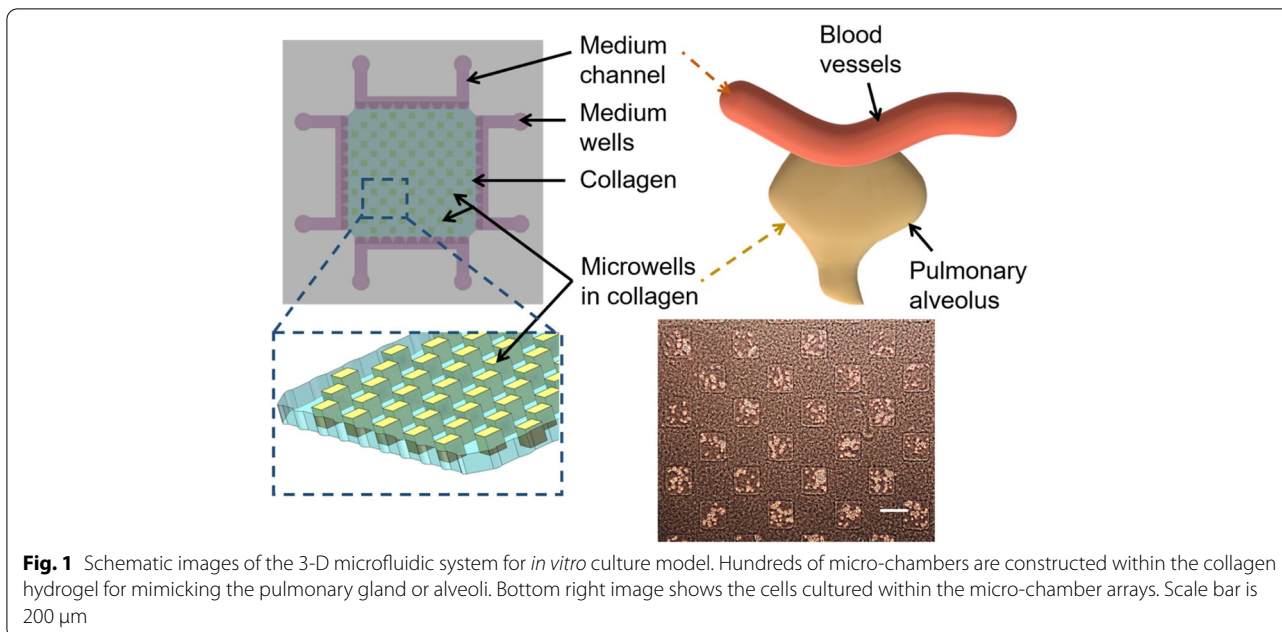 Medium
channel
Medium
wells
Collagen
Microwells
in collagen
Blood
vessels
Pulmonary
alveolus
Fig. 1 Schematic images of the 3-D microfluidic system for in vitro culture model. Hundreds of micro-chambers are constructed within the collagen
hydrogel for mimicking the pulmonary gland or alveoli. Bottom right image shows the cells cultured within the micro-chamber arrays. Scale bar is
200 µm